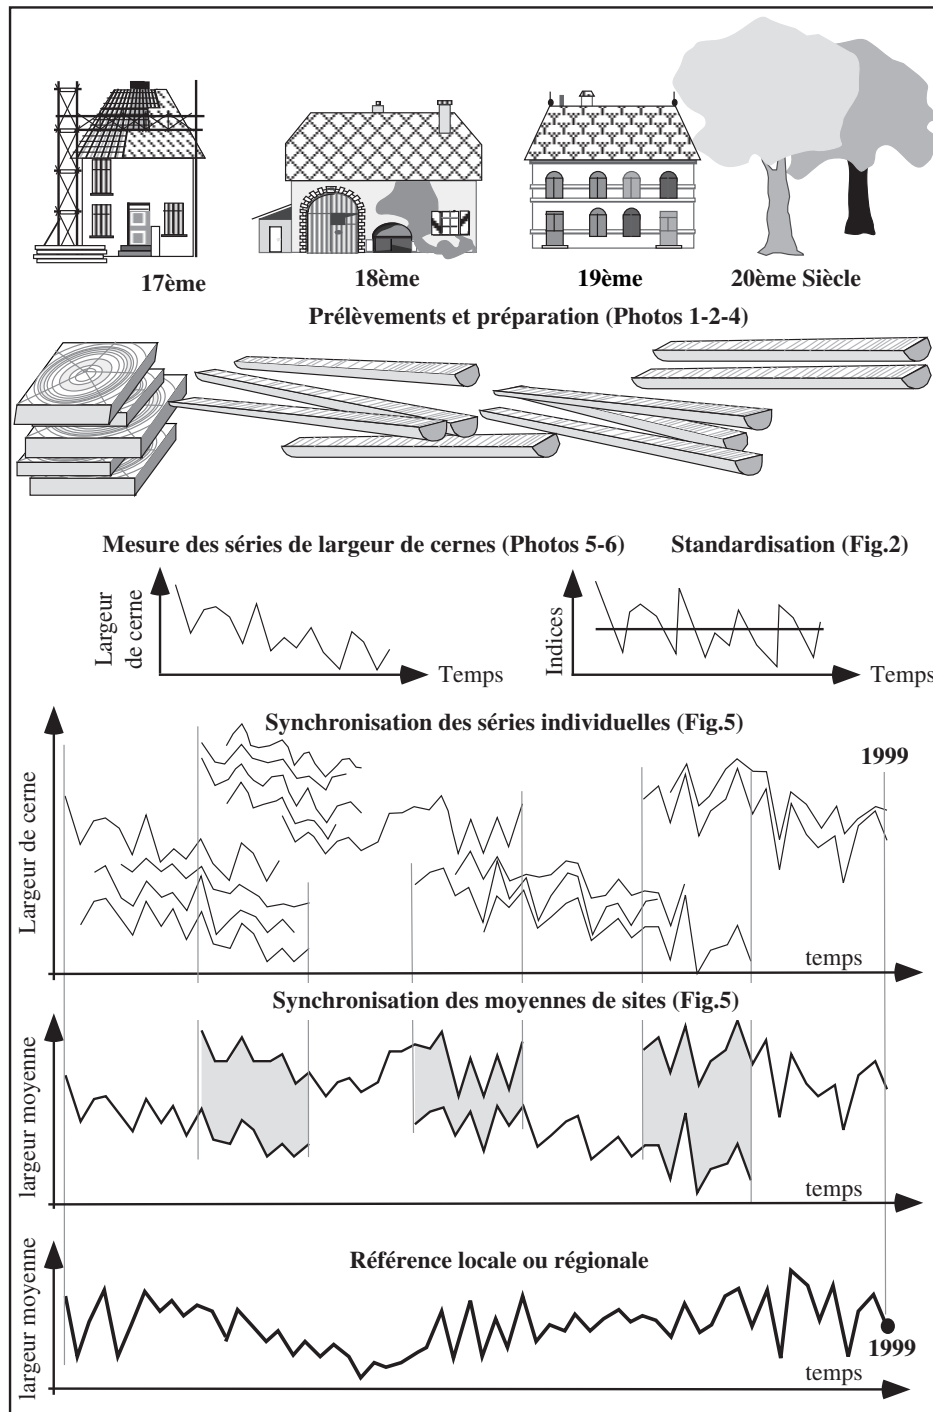 17ème
18ème
19ème
20ème Siècle
Prélèvements et préparation (Photos 1-2-4)
Mesure des séries de largeur de cernes (Photos 5-6)
Standardisation (Fig.2)
Largeur
de cerne
Temps
Indices
Temps
Synchronisation des séries individuelles (Fig.5)
1999
Largeur de cerne
temps
Synchronisation des moyennes de sites (Fig.5)
largeur moyenne
temps
Référence locale ou régionale
largeur moyenne
1999
temps